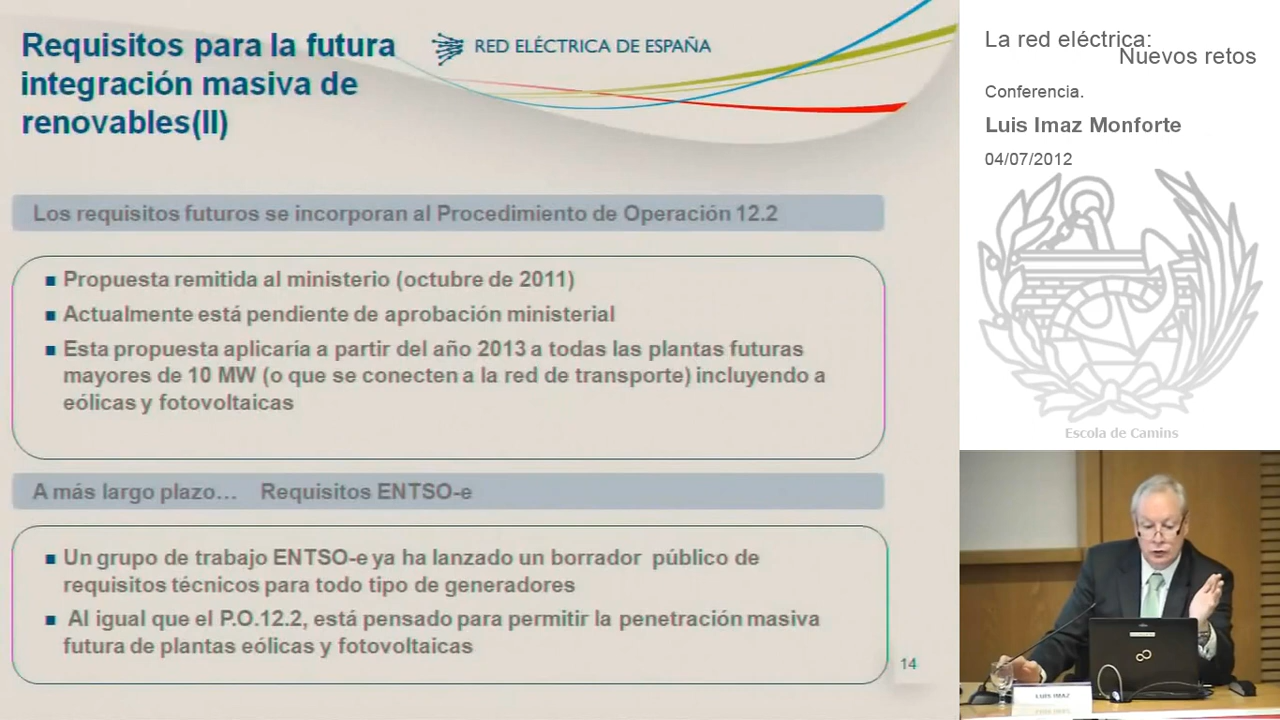 Requisitos para la futura
integración masiva de
renovables(II)
RED ELÉCTRICA DE ESPAÑA
Los requisitos futuros se incorporan al Procedimiento de Operación 12.2
Propuesta remitida al ministerio (octubre de 2011)
Actualmente está pendiente de aprobación ministerial
Esta propuesta aplicaría a partir del año 2013 a todas las plantas futuras
mayores de 10 MW (o que se conecten a la red de transporte) incluyendo a
eólicas y fotovoltaicas
A más largo plazo… Requisitos ENTSO-e
Un grupo de trabajo ENTSO-e ya ha lanzado un borrador público de
requisitos técnicos para todo tipo de generadores
Al igual que el P.O.12.2, está pensado para permitir la penetración masiva
futura de plantas eólicas y fotovoltaicas
14
La red eléctrica:
Nuevos retos
Conferencia.
Luis Imaz Monforte
04/07/2012
Escola de Camins
LUIS IMAZ